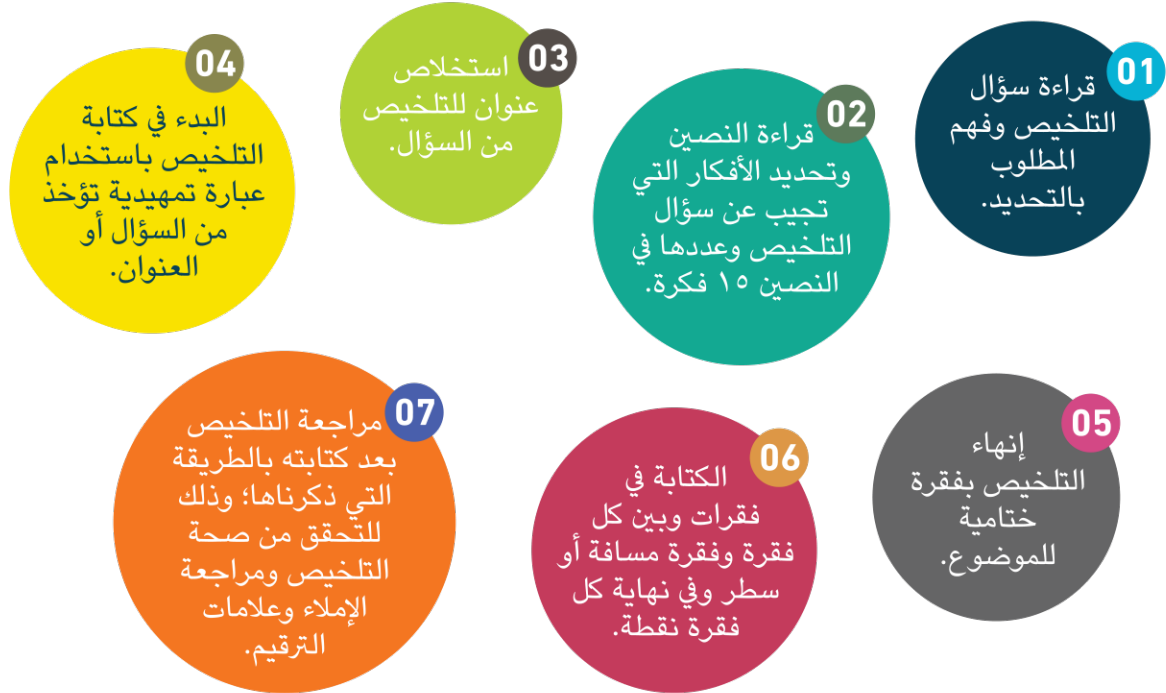 01
قراءة سؤال
التلخيص وفهم
المطلوب
بالتحديد.
02
قراءة النصين
وتحديد الأفكار التي
تجيب عن سؤال
التلخيص وعددها في
النصين ١٥ فكرة.
03
استخلاص
عنوان للتلخيص
من السؤال.
04
البدء في كتابة
التلخيص باستخدام
عبارة تمهيدية تؤخذ
من السؤال أو
العنوان.
05
إنهاء
التلخيص بفقرة
ختامية
للموضوع.
06
الكتابة في
فقرات وبين كل
فقرة وفقرة مسافة أو
سطر وفي نهاية كل
فقرة نقطة.
07
مراجعة التلخيص
بعد كتابته بالطريقة
التي ذكرناها؛ وذلك
للتحقق من صحة
التلخيص ومراجعة
الإملاء وعلامات
الترقيم.